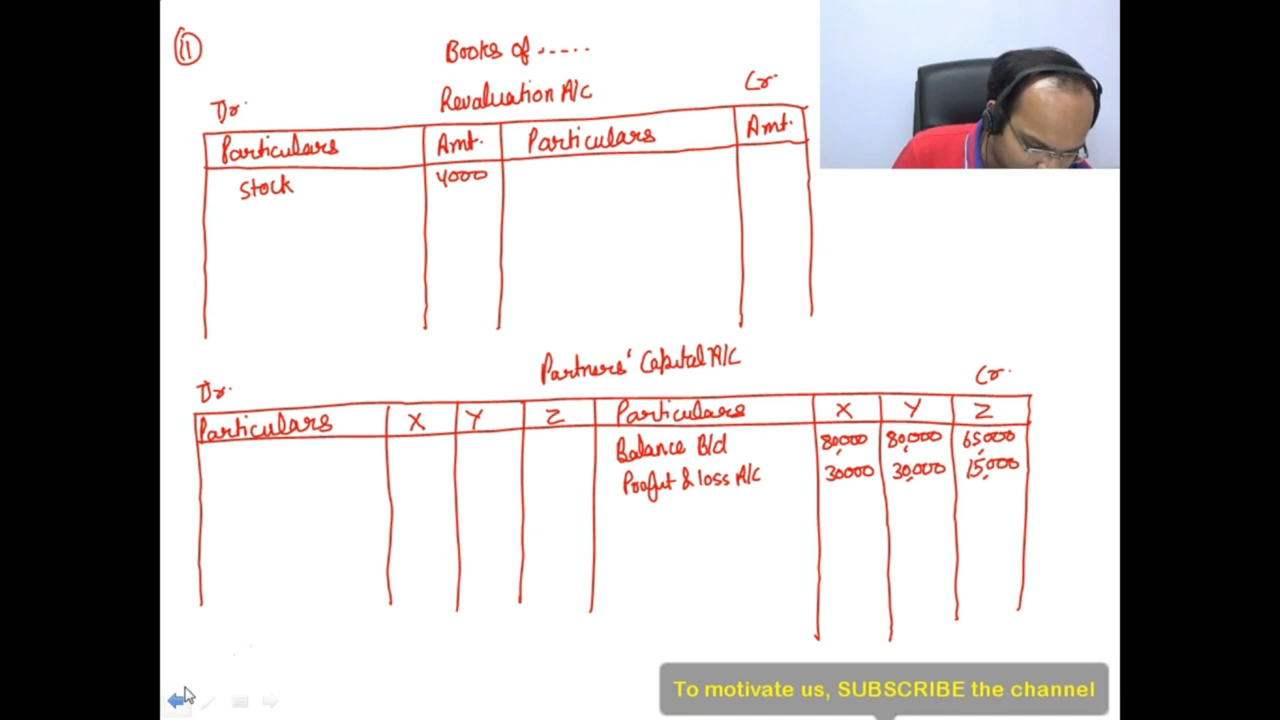 11
Books of .....
Dr.
Revaluation A/c
Cr.
Particulars Amt. Particulars Amt.
Stock 4000
Partners' Capital A/C
Dr.
Cr.
Particulars X Y Z Particulars X Y Z
Balance B/d 80,000 80,000 65,000
Profit & loss A/C 30000 30,000 15,000
To motivate us, SUBSCRIBE the channel